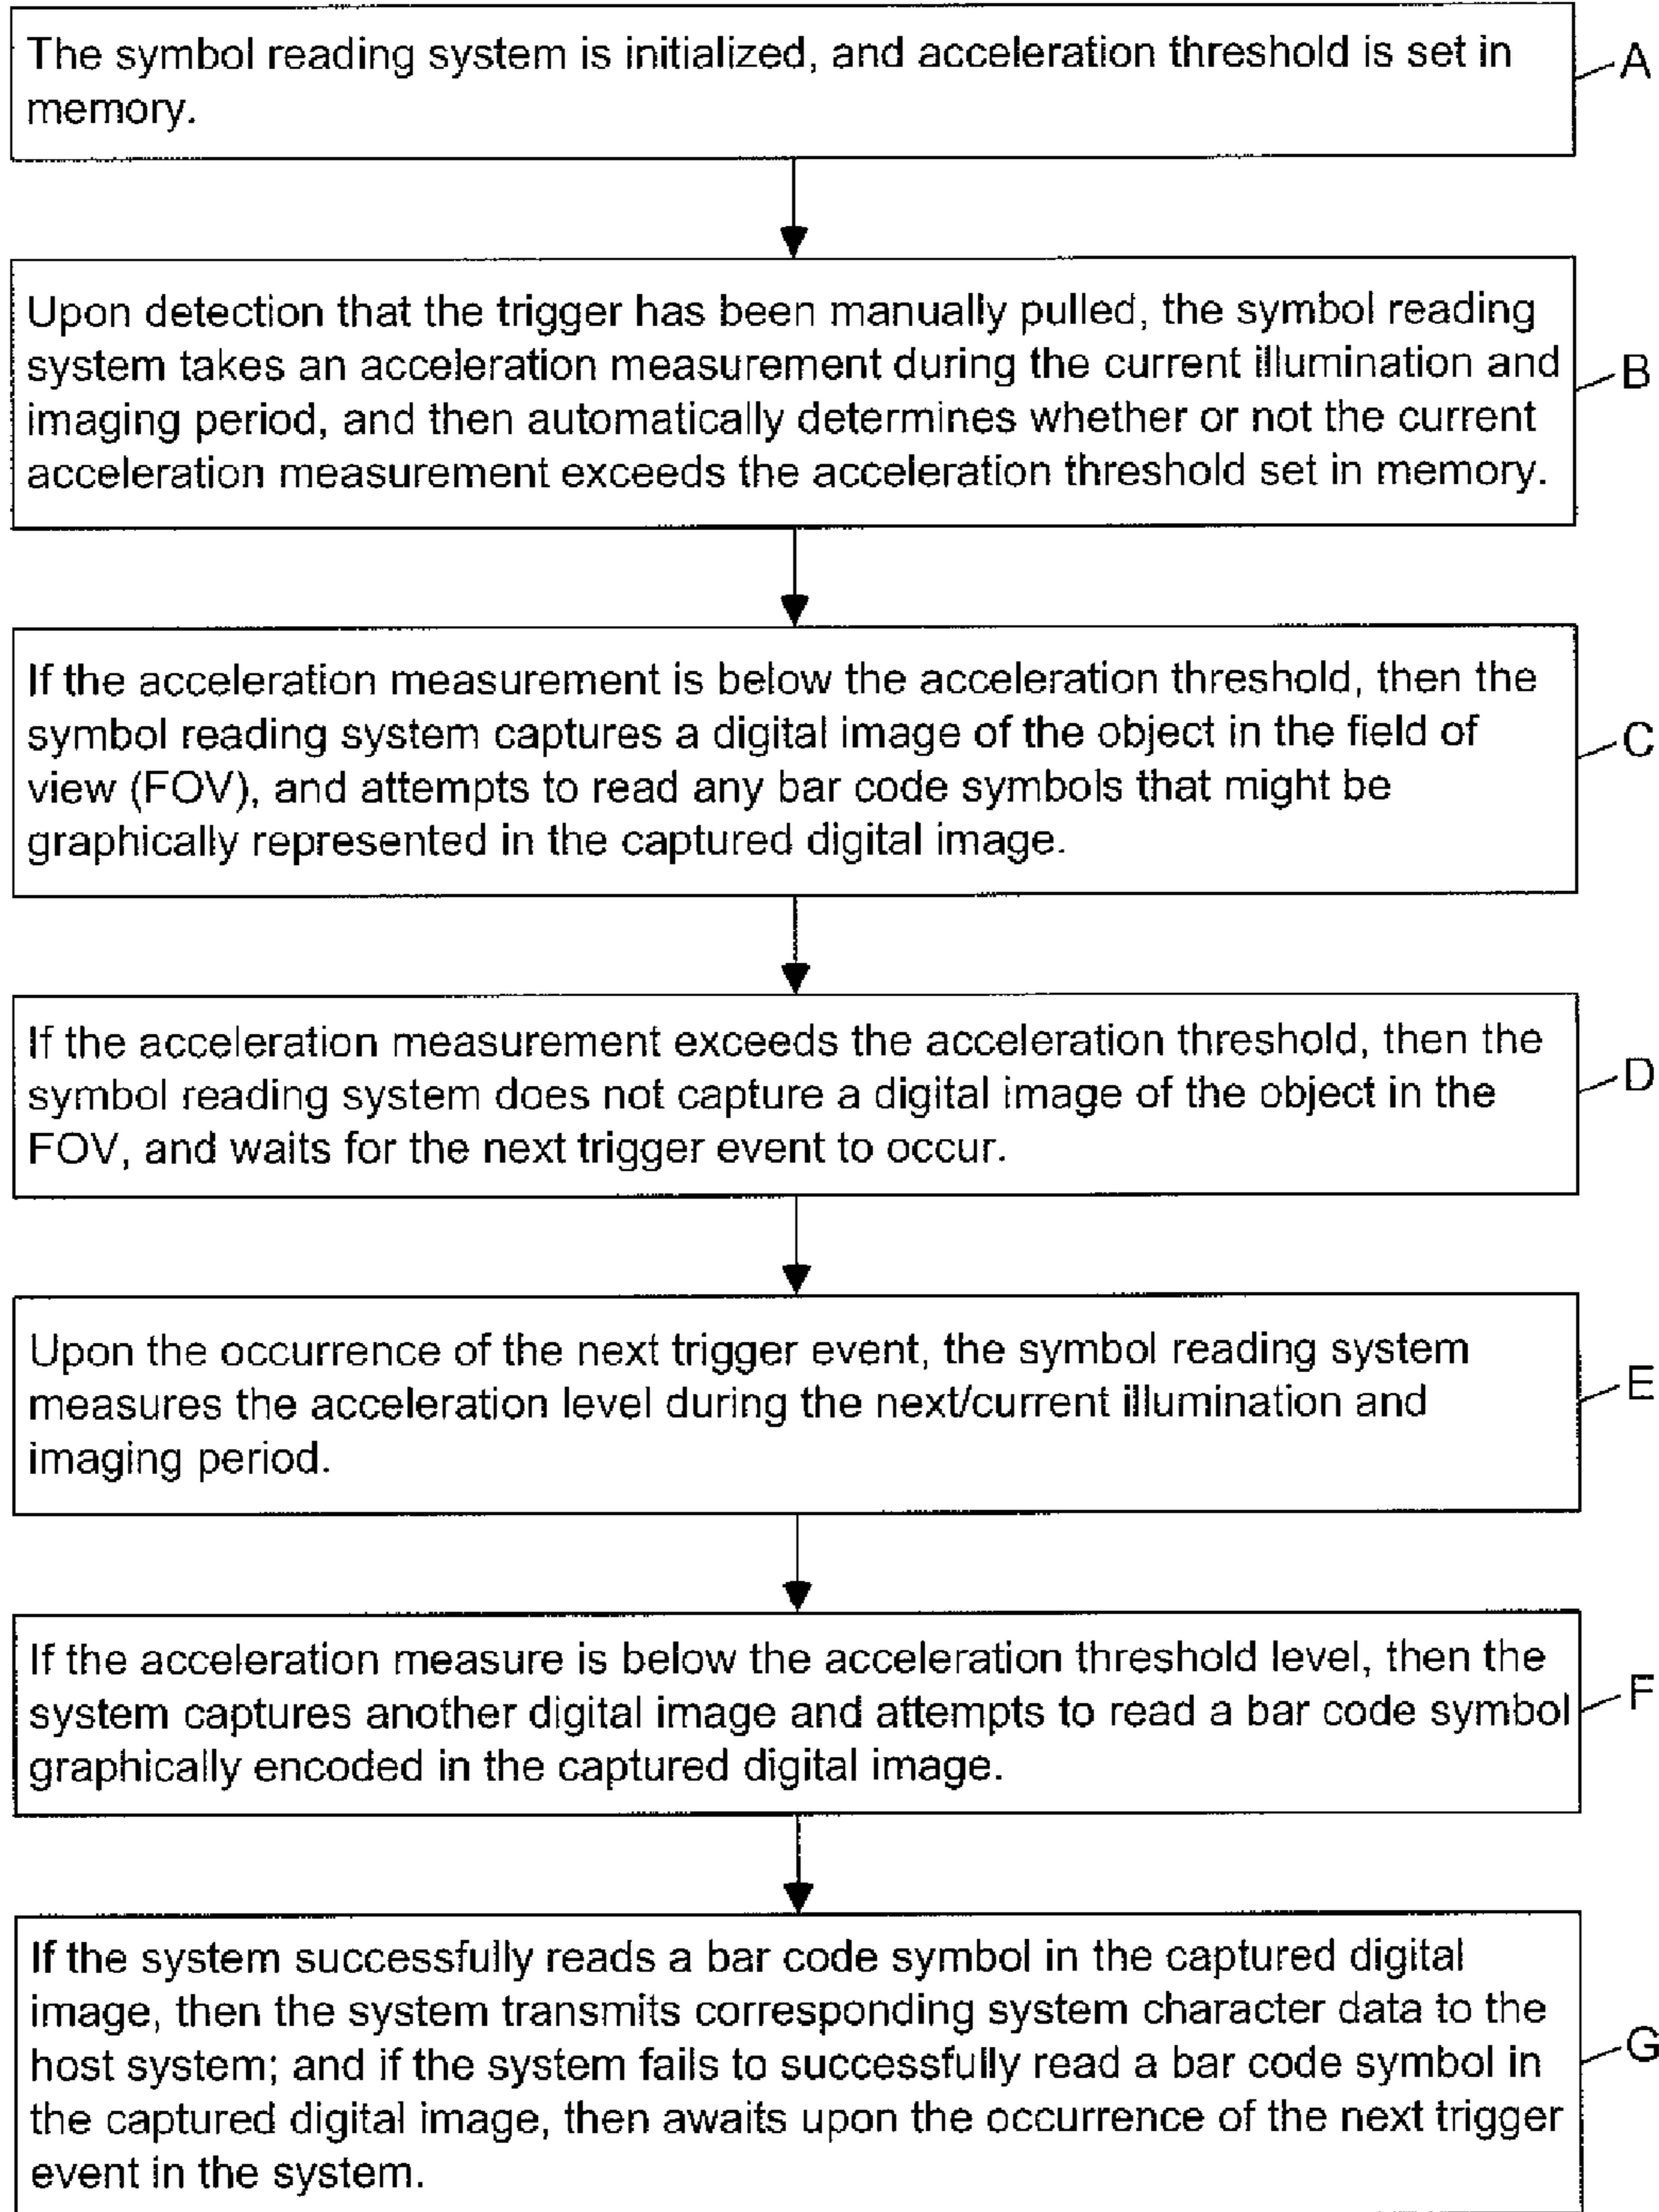 The symbol reading system is initialized, and acceleration threshold is set in
memory.
A
Upon detection that the trigger has been manually pulled, the symbol reading
system takes an acceleration measurement during the current illumination and
imaging period, and then automatically determines whether or not the current
acceleration measurement exceeds the acceleration threshold set in memory.
B
If the acceleration measurement is below the acceleration threshold, then the
symbol reading system captures a digital image of the object in the field of
view (FOV), and attempts to read any bar code symbols that might be
graphically represented in the captured digital image.
C
If the acceleration measurement exceeds the acceleration threshold, then the
symbol reading system does not capture a digital image of the object in the
FOV, and waits for the next trigger event to occur.
D
Upon the occurrence of the next trigger event, the symbol reading system
measures the acceleration level during the next/current illumination and
imaging period.
E
If the acceleration measure is below the acceleration threshold level, then the
system captures another digital image and attempts to read a bar code symbol
graphically encoded in the captured digital image.
F
If the system successfully reads a bar code symbol in the captured digital
image, then the system transmits corresponding system character data to the
host system; and if the system fails to successfully read a bar code symbol in
the captured digital image, then awaits upon the occurrence of the next trigger
event in the system.
G